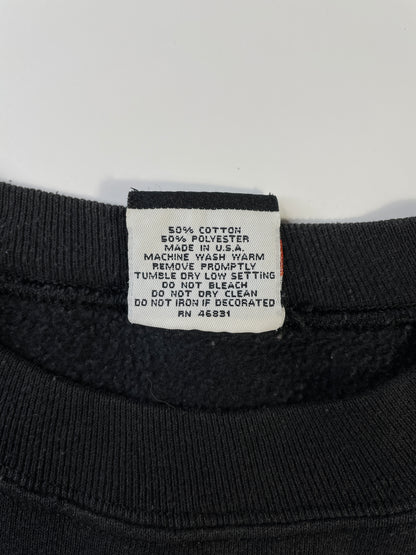 50% COTTON
50% POLYESTER
MADE IN U.S.A.
MACHINE WASH WARM
REMOVE PROMPTLY
TUMBLE DRY LOW SETTING
DO NOT BLEACH
DO NOT DRY CLEAN
DO NOT IRON IF DECORATED
RN 46831